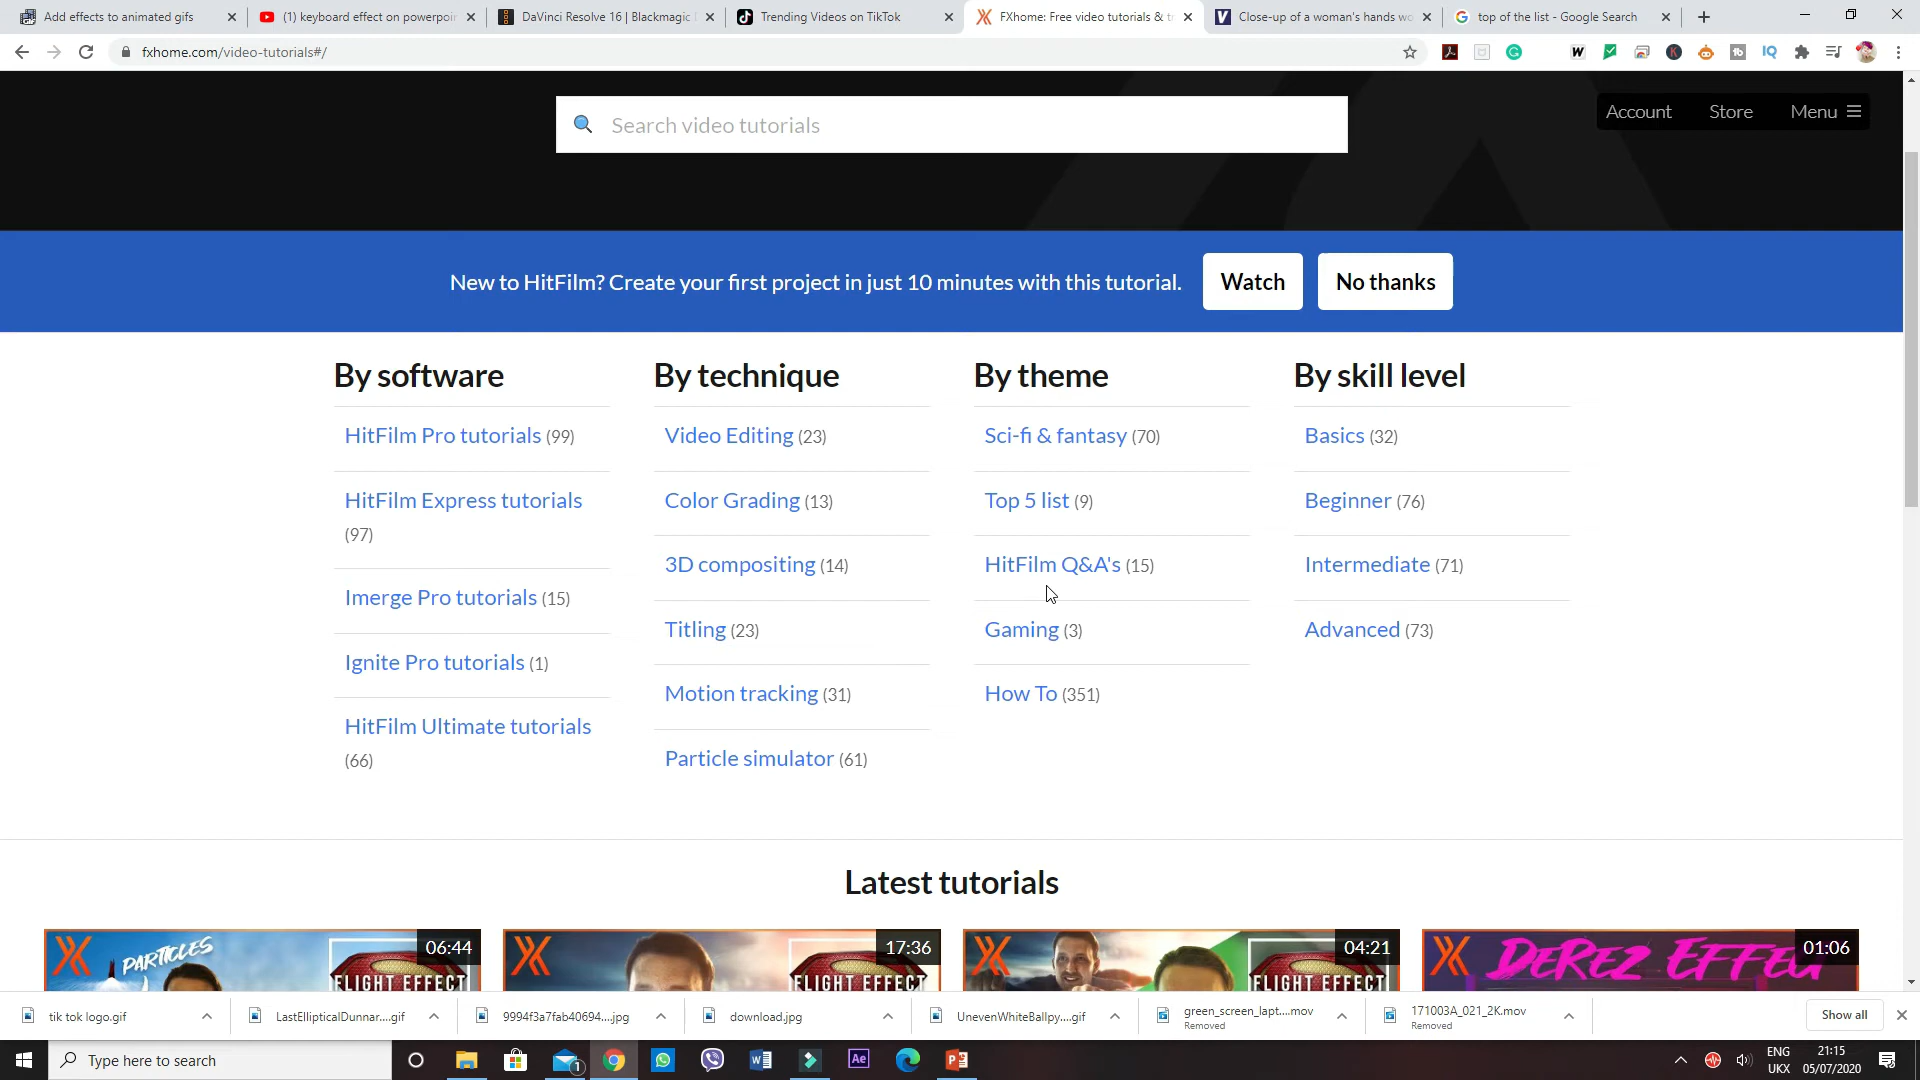 Add effects to animated gifs
(1) keyboard effect on powerpoin
DaVinci Resolve 16 | Blackmagic
Trending Videos on TikTok
FXhome: Free video tutorials & t
Close-up of a woman's hands wo
top of the list - Google Search
fxhome.com/video-tutorials#/
Search video tutorials
Account Store Menu
New to HitFilm? Create your first project in just 10 minutes with this tutorial. Watch No thanks
By software
HitFilm Pro tutorials (99)
HitFilm Express tutorials
(97)
Imerge Pro tutorials (15)
Ignite Pro tutorials (1)
HitFilm Ultimate tutorials
(66)
By technique
Video Editing (23)
Color Grading (13)
3D compositing (14)
Titling (23)
Motion tracking (31)
Particle simulator (61)
By theme
Sci-fi & fantasy (70)
Top 5 list (9)
HitFilm Q&A's (15)
Gaming (3)
How To (351)
By skill level
Basics (32)
Beginner (76)
Intermediate (71)
Advanced (73)
Latest tutorials
PARTICLES
06:44
FLIGHT EFFECT
17:36
FLIGHT EFFECT
04:21
FLIGHT EFFECT
DEREZ EFFECT
01:06
tik tok logo.gif
LastEllipticalDunnar....gif
9994f3a7fab40694....jpg
download.jpg
UnevenWhiteBallpy....gif
green_screen_lapt....mov
Removed
171003A_021_2K.mov
Removed
Show all
Type here to search
1
Ae
ENG
UKX
21:15
05/07/2020